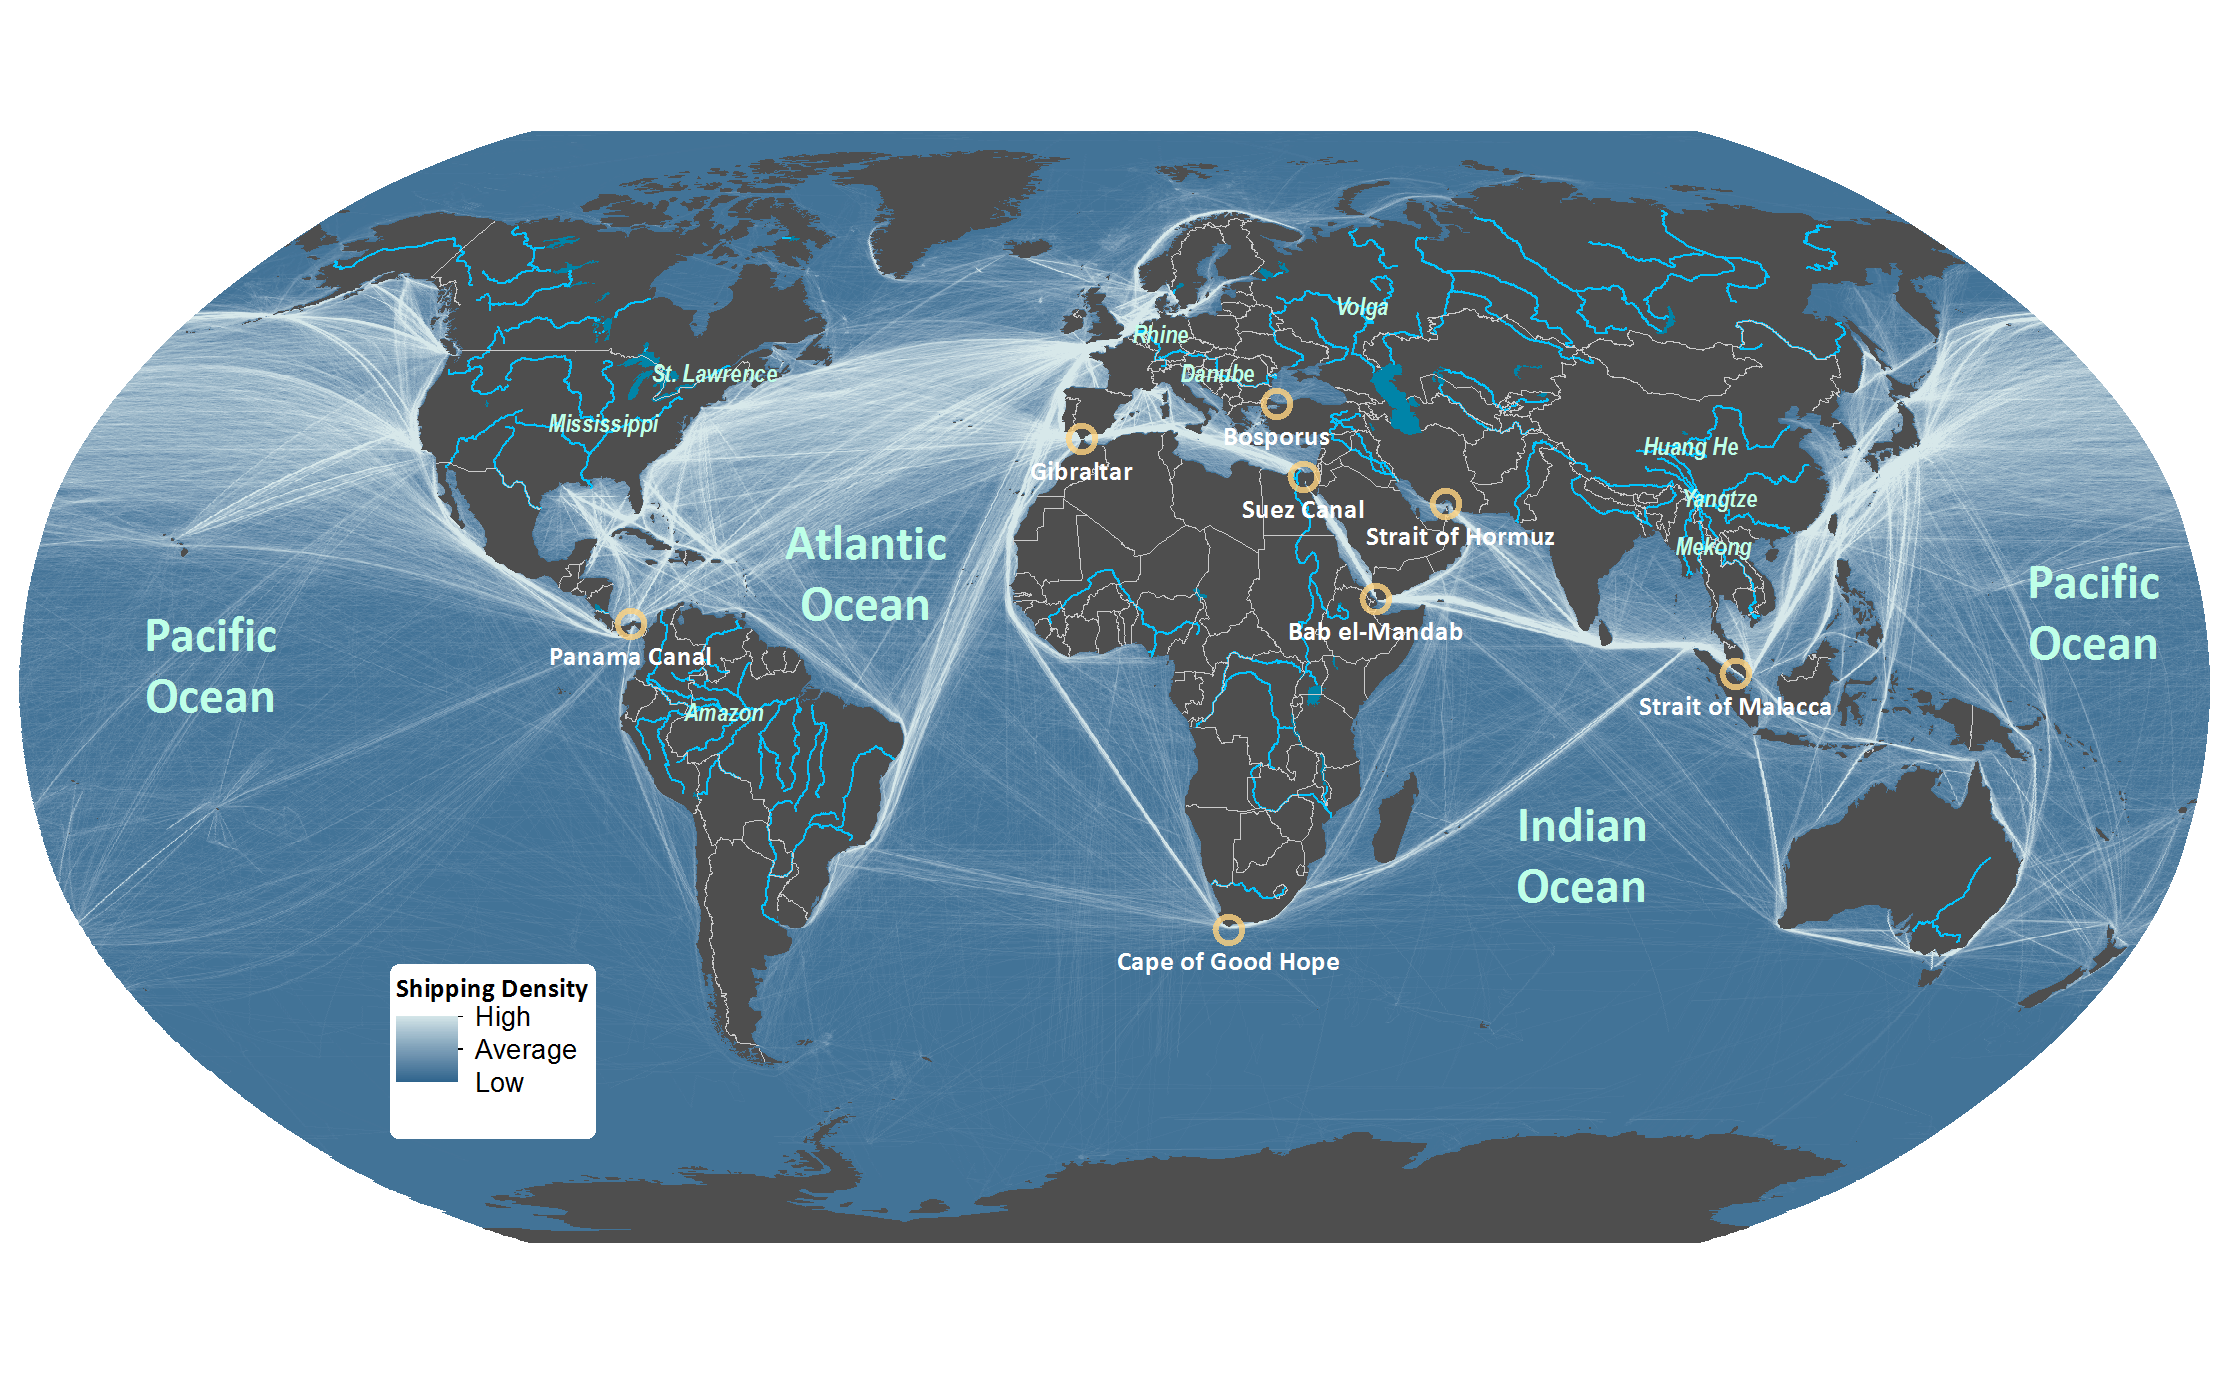 Volga
Rhine
St. Lawrence
Danube
Mississippi
Bosporus
Huang He
Gibraltar
Yangtze
Suez Canal
Strait of Hormuz
Mekong
Atlantic
Ocean
Pacific
Ocean
Pacific
Ocean
Bab el-Mandab
Panama Canal
Strait of Malacca
Amazon
Indian
Ocean
Cape of Good Hope
Shipping Density
High
Average
Low